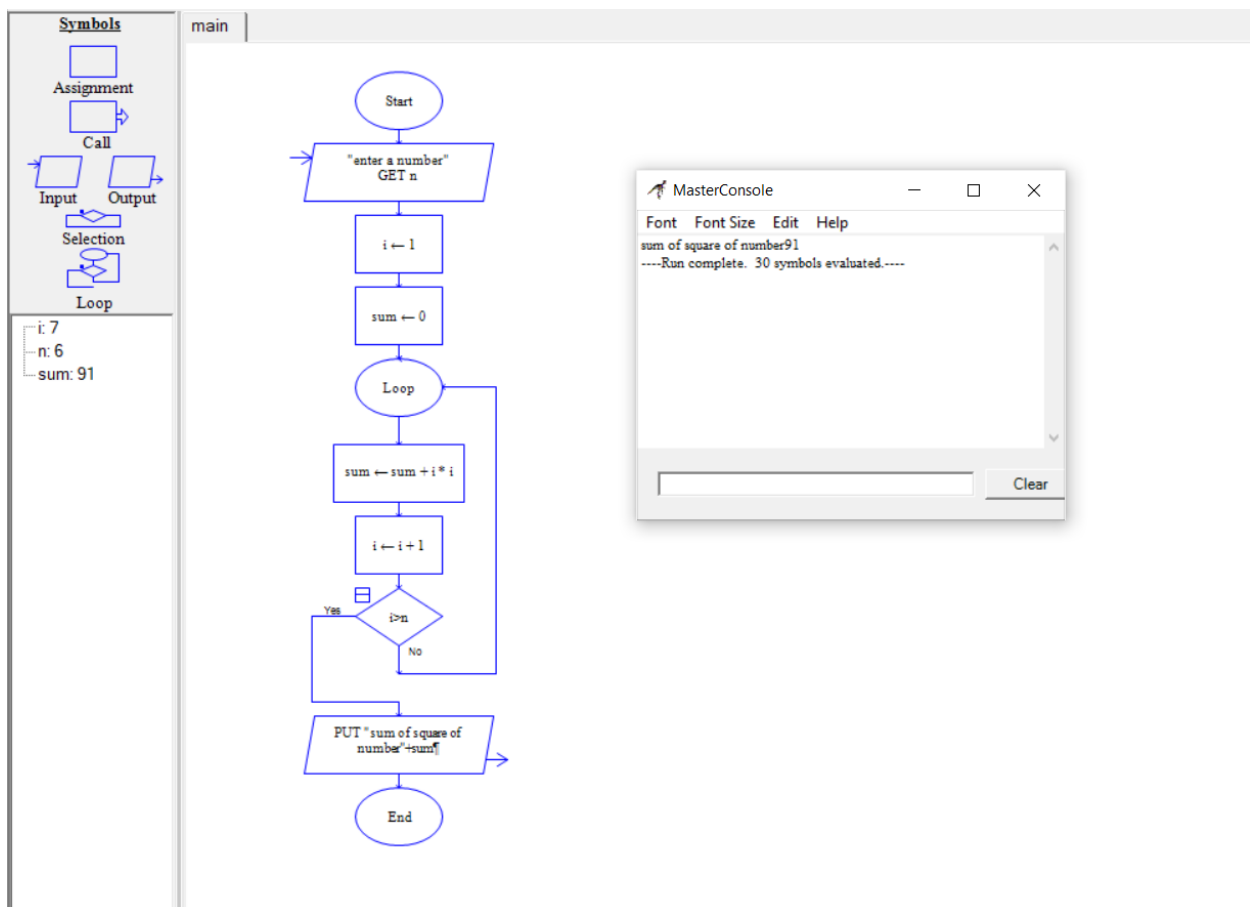 Symbols
Assignment
Call
Input Output
Selection
Loop
i: 7
n: 6
sum: 91
main
Start
"enter a number"
GET n
i ← 1
sum ← 0
Loop
sum ← sum + i * i
i ← i + 1
i>n
Yes
No
PUT "sum of square of
number"+sum¶
End
MasterConsole
Font Font Size Edit Help
sum of square of number91
----Run complete. 30 symbols evaluated.----
Clear